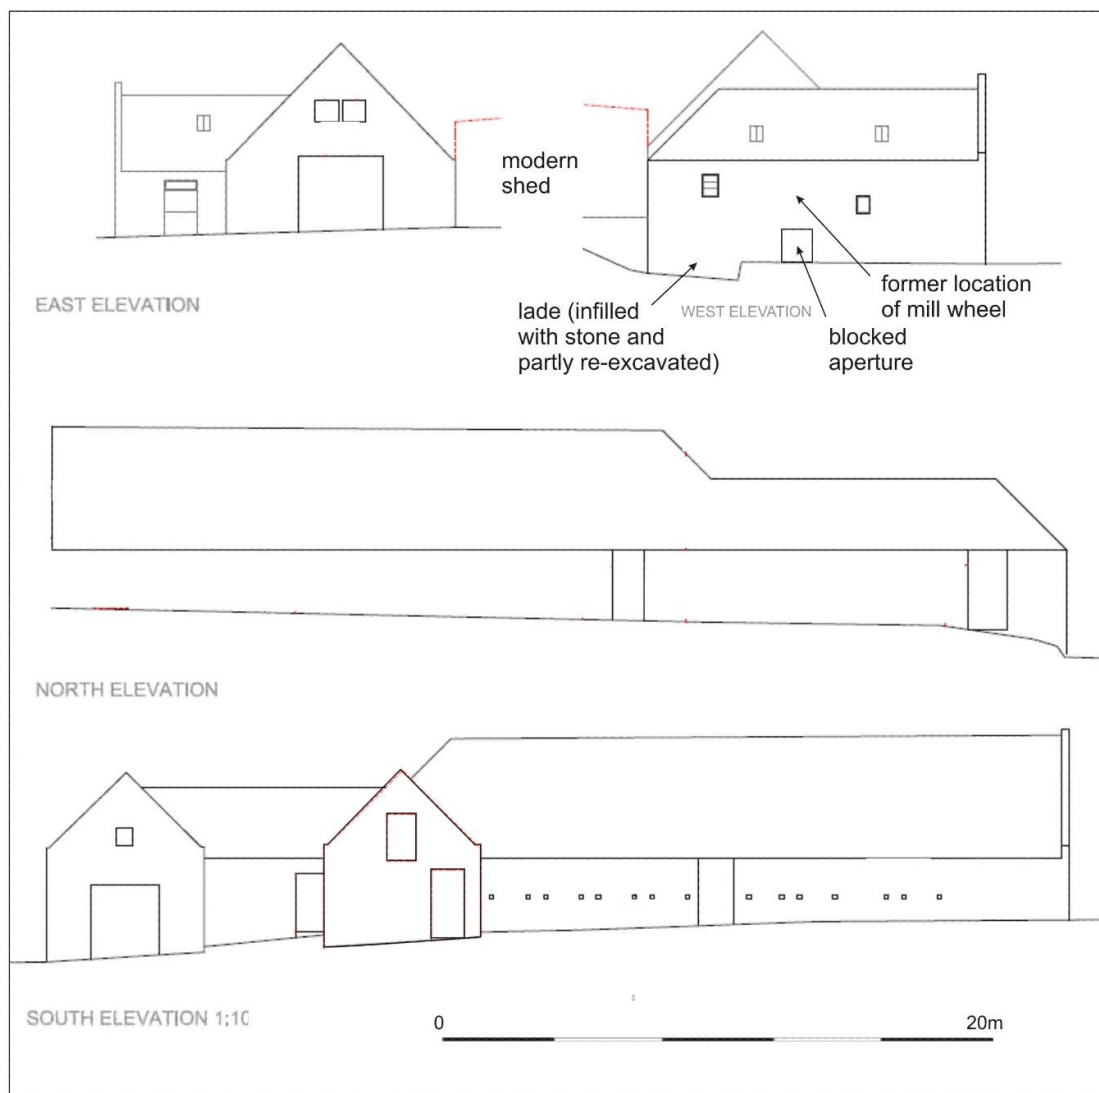 modern
shed
EAST ELEVATION
lade (infilled
with stone and
partly re-excavated)
WEST ELEVATION
former location
of mill wheel
blocked
aperture
NORTH ELEVATION
SOUTH ELEVATION 1:10
0 20m